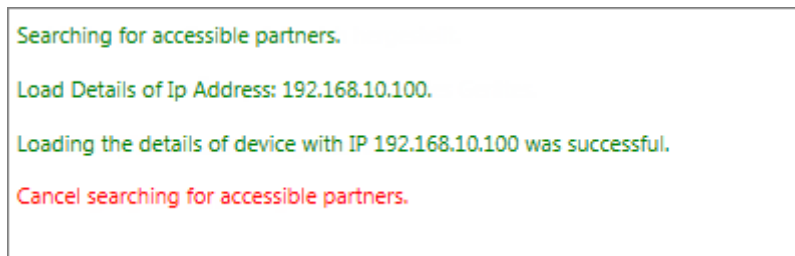 Searching for accessible partners.
Load Details of Ip Address: 192.168.10.100.
Loading the details of device with IP 192.168.10.100 was successful.
Cancel searching for accessible partners.